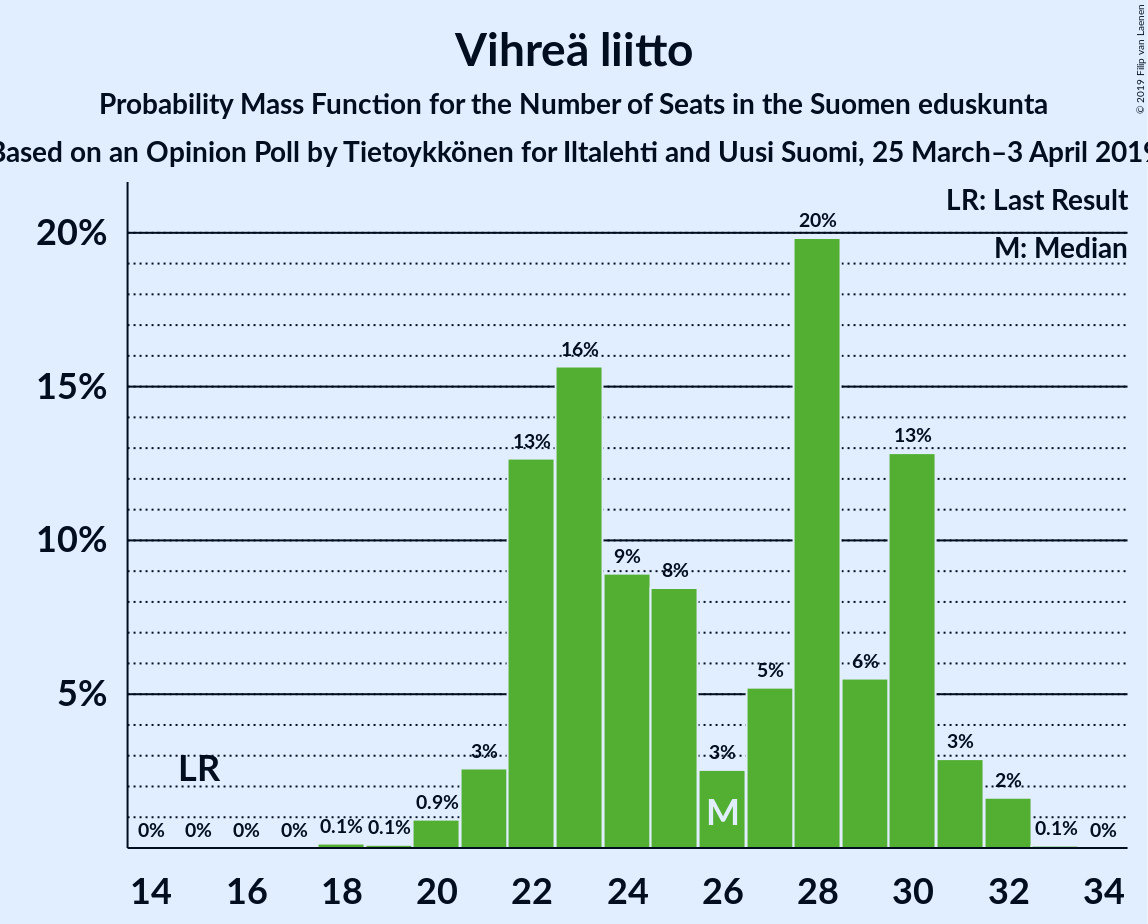 Vihreä liitto
Probability Mass Function for the Number of Seats in the Suomen eduskunta
Based on an Opinion Poll by Tietoykkönen for Iltalehti and Uusi Suomi, 25 March–3 April 2019
© 2019 Filip van Laenen
LR: Last Result
M: Median
20%
15%
10%
5%
0% 0% 0% 0% 0.1% 0.1% 0.9% 3% 13% 16% 9% 8% 3% 5% 20% 6% 13% 3% 2% 0.1% 0%
LR
M
14 16 18 20 22 24 26 28 30 32 34